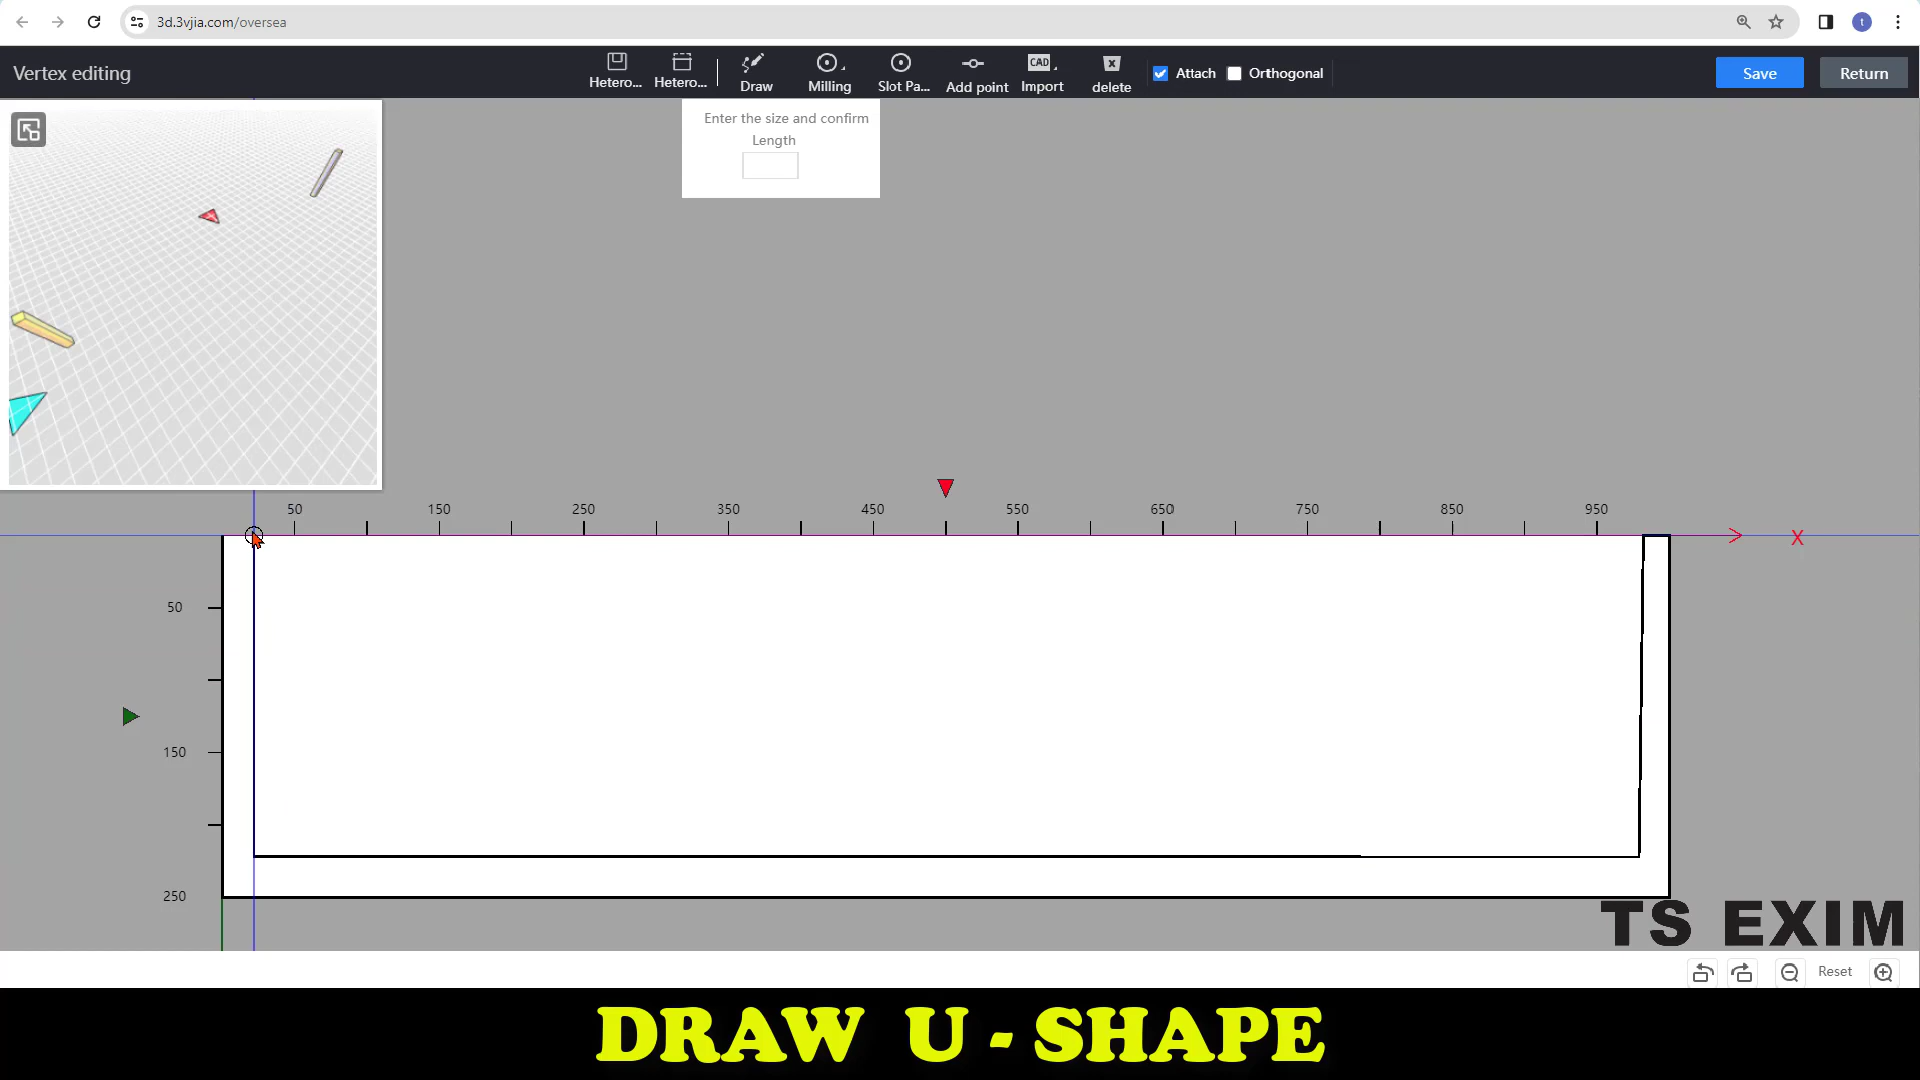 3d.3vjia.com/oversea
t
Vertex editing
Hetero...
Hetero...
Draw
Milling
Slot Pa...
Add point
CAD
Import
delete
Attach
Orthogonal
Save
Return
Enter the size and confirm
Length
50 150 250 350 450 550 650 750 850 950
X
50
150
250
TS EXIM
Reset
DRAW U - SHAPE